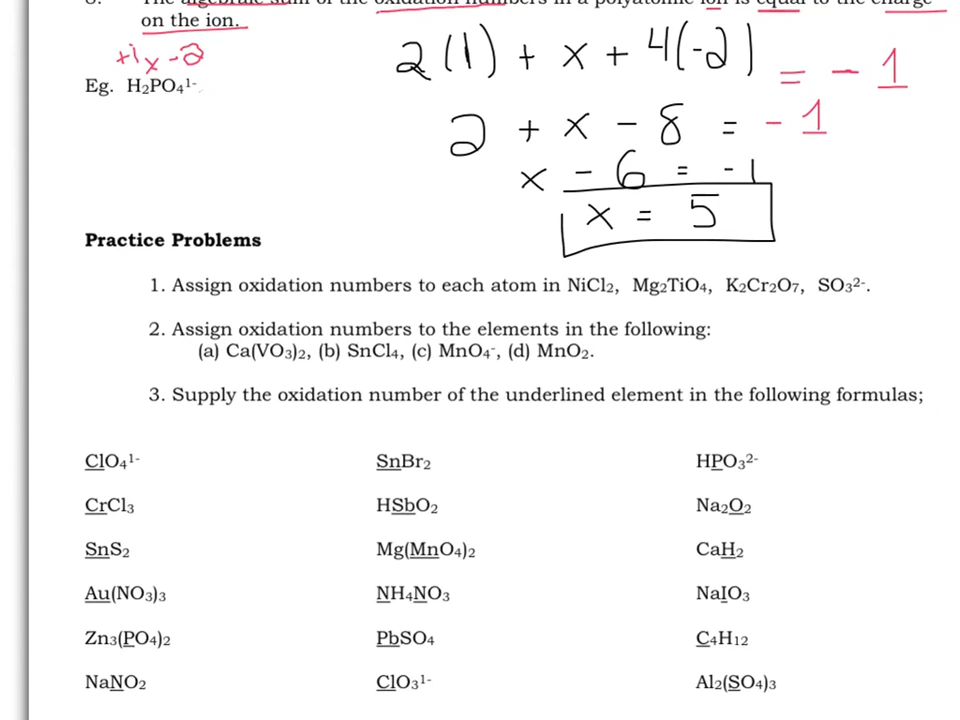 on the ion.
+1 x -2
2(1) + x + 4(-2) = -1
Eg. H₂PO₄¹⁻
2 + x - 8 = -1
x - 6 = -1
x = 5
Practice Problems
1. Assign oxidation numbers to each atom in NiCl₂, Mg₂TiO₄, K₂Cr₂O₇, SO₃²⁻.
2. Assign oxidation numbers to the elements in the following:
(a) Ca(VO₃)₂, (b) SnCl₄, (c) MnO₄⁻, (d) MnO₂.
3. Supply the oxidation number of the underlined element in the following formulas;
ClO₄¹⁻ SnBr₂ HPO₃²⁻
CrCl₃ HSbO₂ Na₂O₂
SnS₂ Mg(MnO₄)₂ CaH₂
Au(NO₃)₃ NH₄NO₃ NaIO₃
Zn₃(PO₄)₂ PbSO₄ C₄H₁₂
NaNO₂ ClO₃¹⁻ Al₂(SO₄)₃